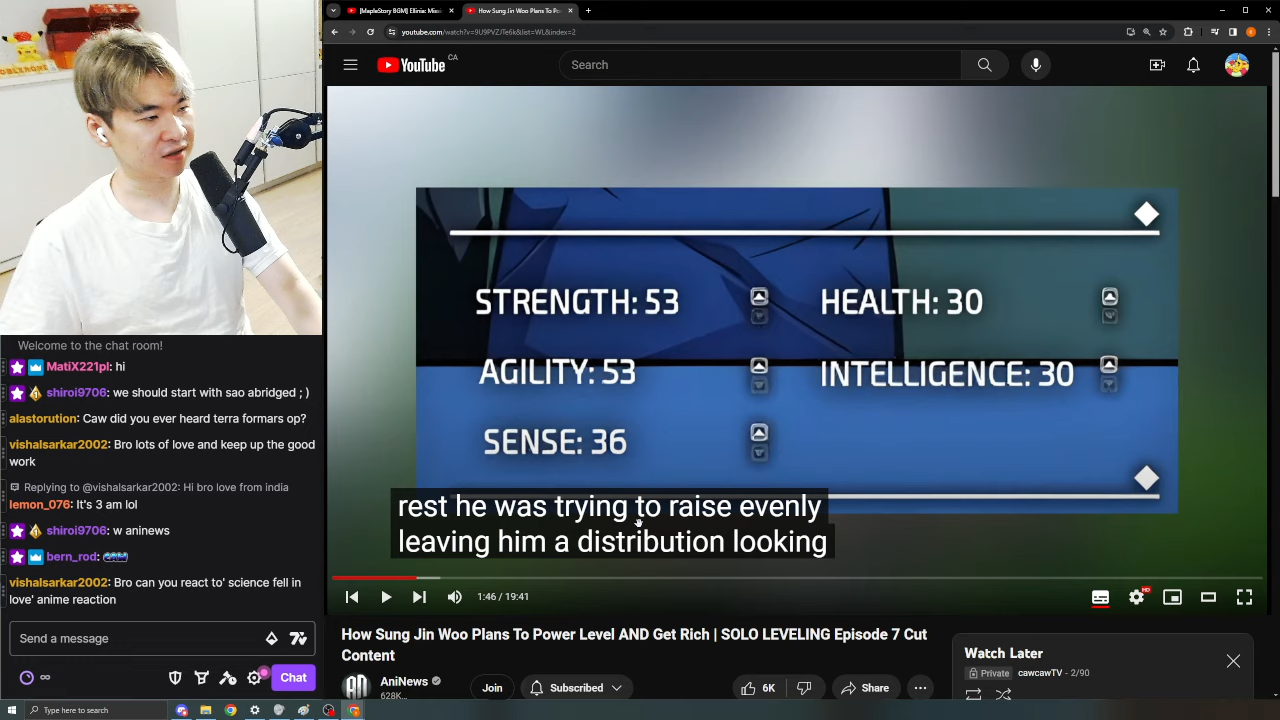 [MapleStory BGM] Ellinia: Missi
How Sung Jin Woo Plans To Po
youtube.com/watch?v=9U9PVZJTe6k&list=WL&index=2
YouTube CA
Search
STRENGTH: 53
HEALTH: 30
AGILITY: 53
INTELLIGENCE: 30
SENSE: 36
rest he was trying to raise evenly
leaving him a distribution looking
1:46 / 19:41
HD
How Sung Jin Woo Plans To Power Level AND Get Rich | SOLO LEVELING Episode 7 Cut
Content
AniNews
628K
Join
Subscribed
6K
Share
Watch Later
Private cawcawTV - 2/90
Welcome to the chat room!
MatiX221pl: hi
shiroi9706: we should start with sao abridged ; )
alastorution: Caw did you ever heard terra formars op?
vishalsarkar2002: Bro lots of love and keep up the good
work
Replying to @vishalsarkar2002: Hi bro love from india
lemon_076: It's 3 am lol
shiroi9706: w aninews
bern_rod:
vishalsarkar2002: Bro can you react to' science fell in
love' anime reaction
Send a message
Chat
Type here to search